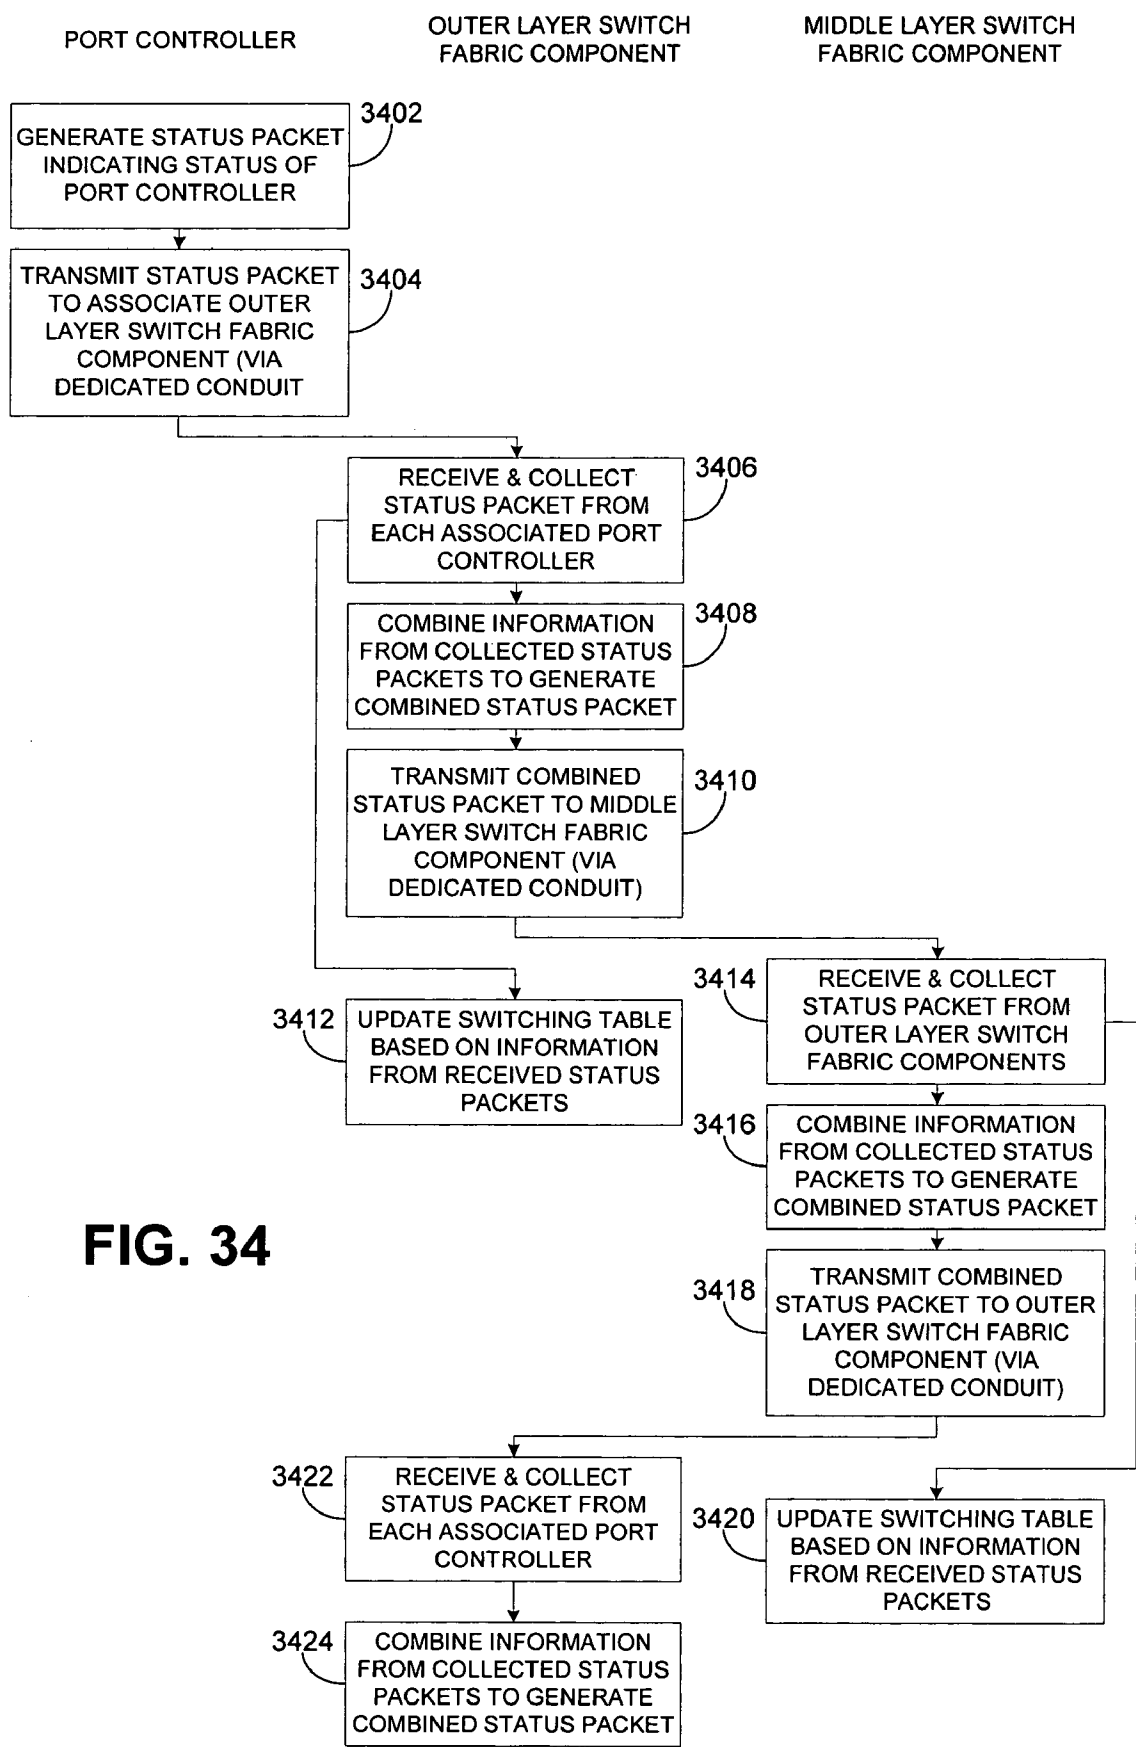 PORT CONTROLLER
OUTER LAYER SWITCH
FABRIC COMPONENT
MIDDLE LAYER SWITCH
FABRIC COMPONENT
3402
GENERATE STATUS PACKET
INDICATING STATUS OF
PORT CONTROLLER
3404
TRANSMIT STATUS PACKET
TO ASSOCIATE OUTER
LAYER SWITCH FABRIC
COMPONENT (VIA
DEDICATED CONDUIT
3406
RECEIVE & COLLECT
STATUS PACKET FROM
EACH ASSOCIATED PORT
CONTROLLER
3408
COMBINE INFORMATION
FROM COLLECTED STATUS
PACKETS TO GENERATE
COMBINED STATUS PACKET
3410
TRANSMIT COMBINED
STATUS PACKET TO MIDDLE
LAYER SWITCH FABRIC
COMPONENT (VIA
DEDICATED CONDUIT)
3412
UPDATE SWITCHING TABLE
BASED ON INFORMATION
FROM RECEIVED STATUS
PACKETS
3414
RECEIVE & COLLECT
STATUS PACKET FROM
OUTER LAYER SWITCH
FABRIC COMPONENTS
3416
COMBINE INFORMATION
FROM COLLECTED STATUS
PACKETS TO GENERATE
COMBINED STATUS PACKET
FIG. 34
3418
TRANSMIT COMBINED
STATUS PACKET TO OUTER
LAYER SWITCH FABRIC
COMPONENT (VIA
DEDICATED CONDUIT)
3422
RECEIVE & COLLECT
STATUS PACKET FROM
EACH ASSOCIATED PORT
CONTROLLER
3420
UPDATE SWITCHING TABLE
BASED ON INFORMATION
FROM RECEIVED STATUS
PACKETS
3424
COMBINE INFORMATION
FROM COLLECTED STATUS
PACKETS TO GENERATE
COMBINED STATUS PACKET